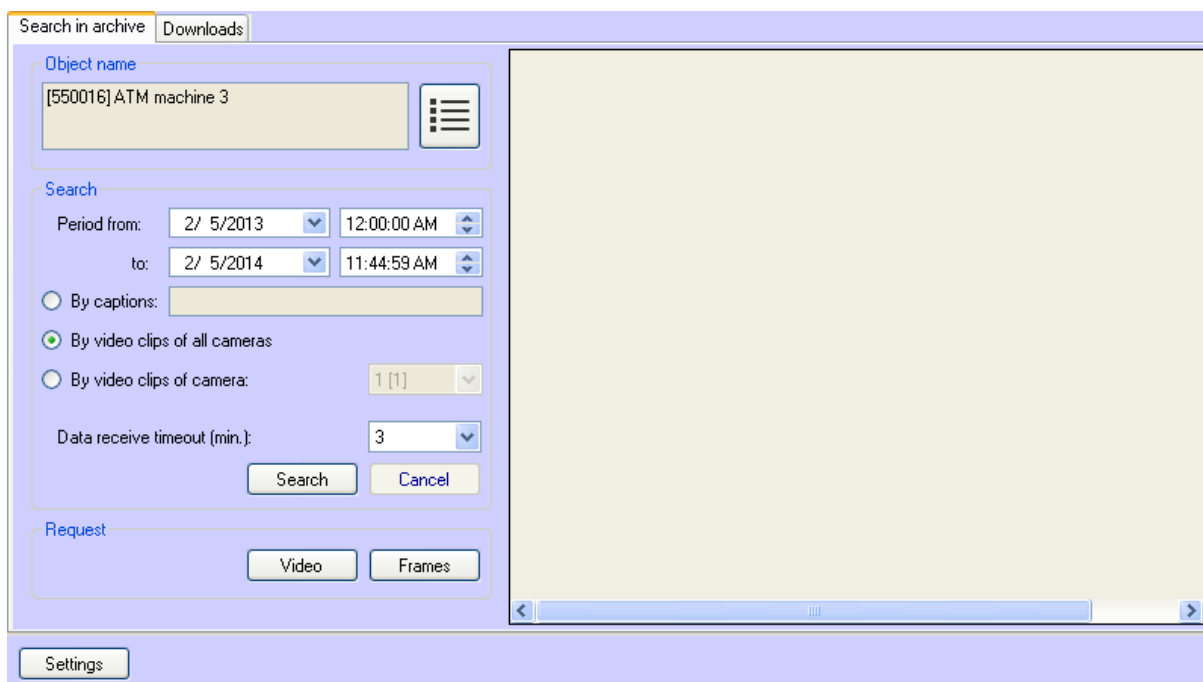 Search in archive Downloads
Object name
[550016] ATM machine 3
Search
Period from: 2/ 5/2013 12:00:00 AM
to: 2/ 5/2014 11:44:59 AM
By captions:
By video clips of all cameras
By video clips of camera: 1 [1]
Data receive timeout (min.): 3
Search Cancel
Request
Video Frames
Settings